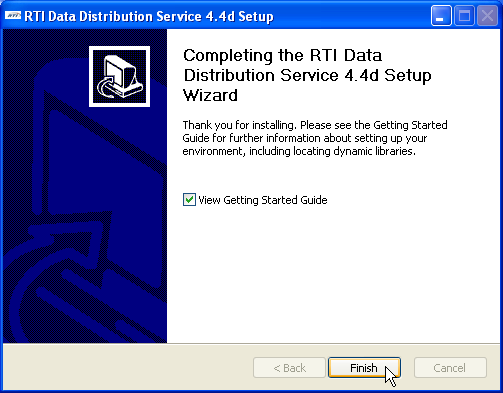 RTI Data Distribution Service 4.4d Setup
Completing the RTI Data
Distribution Service 4.4d Setup
Wizard
Thank you for installing. Please see the Getting Started
Guide for further information about setting up your
environment, including locating dynamic libraries.
View Getting Started Guide
< Back
Finish
Cancel